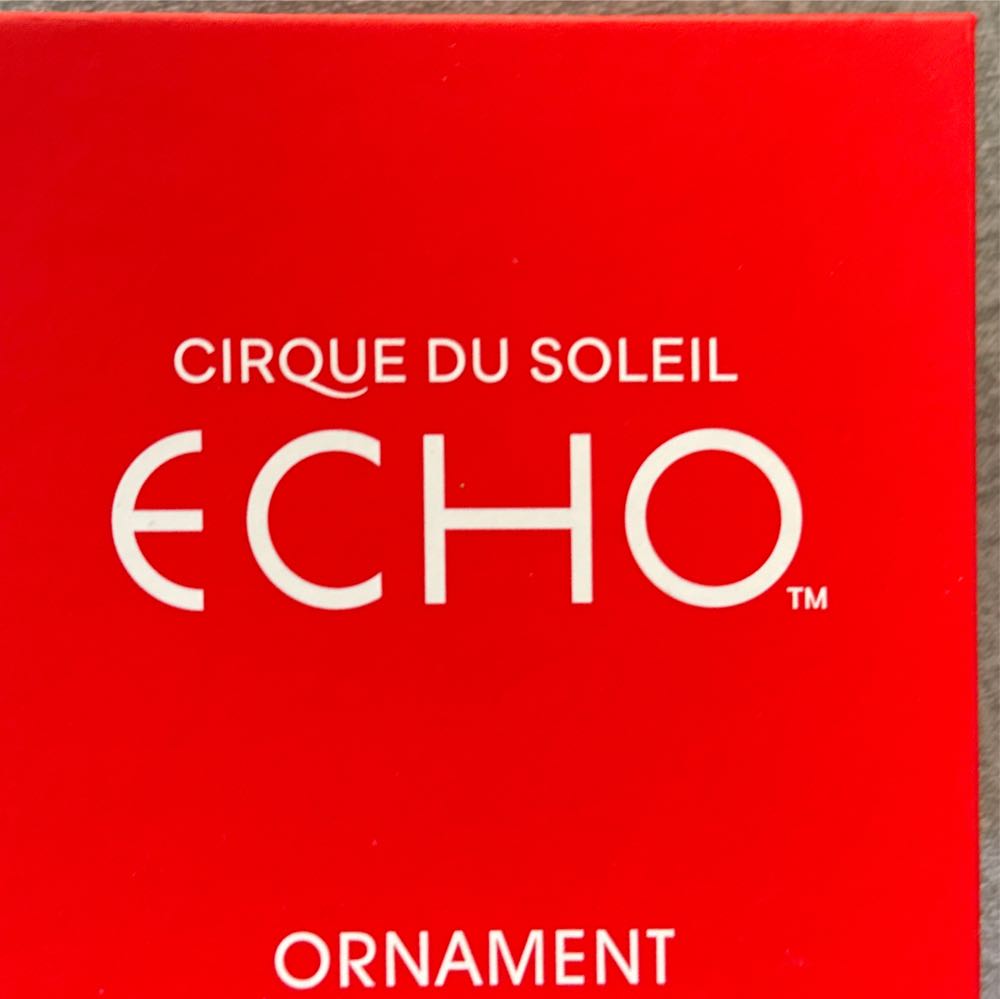 CIRQUE DU SOLEIL
ECHO™
ORNAMENT